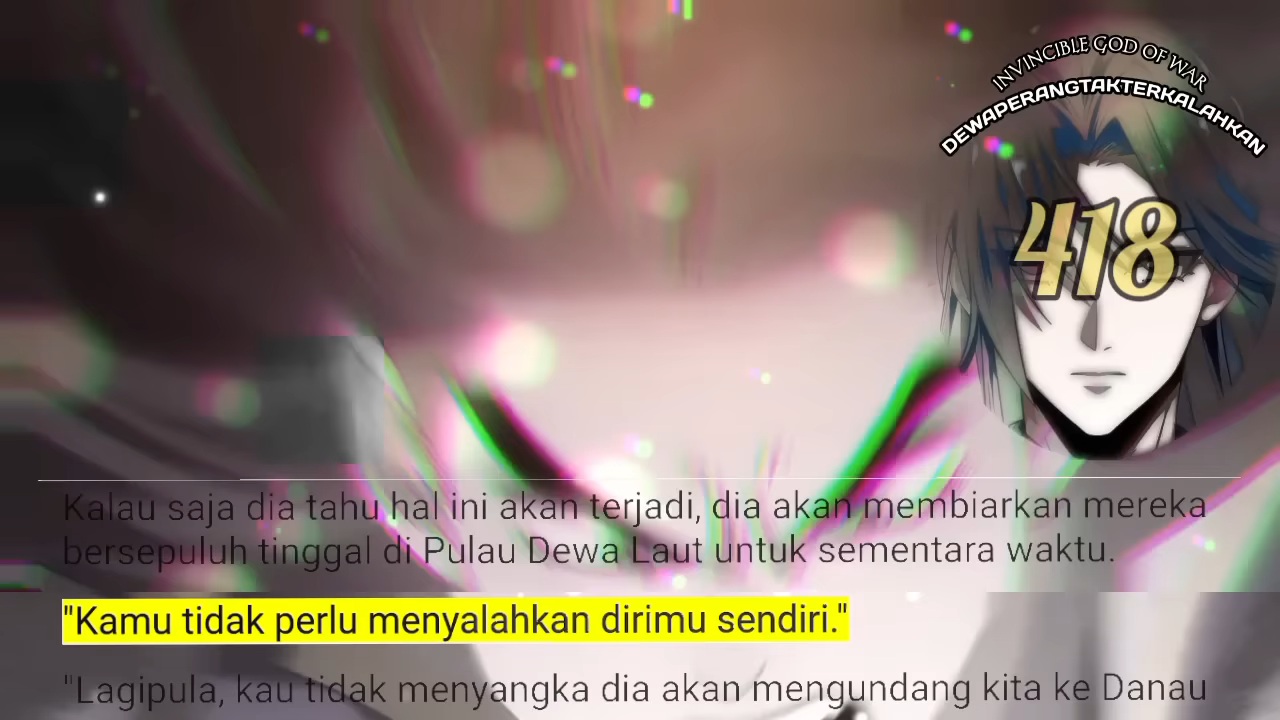 INVINCIBLE GOD OF WAR
DEWAPERANGTAKTERKALAHKAN
418
Kalau saja dia tahu hal ini akan terjadi, dia akan membiarkan mereka
bersepuluh tinggal di Pulau Dewa Laut untuk sementara waktu.
"Kamu tidak perlu menyalahkan dirimu sendiri."
"Lagipula, kau tidak menyangka dia akan mengundang kita ke Danau